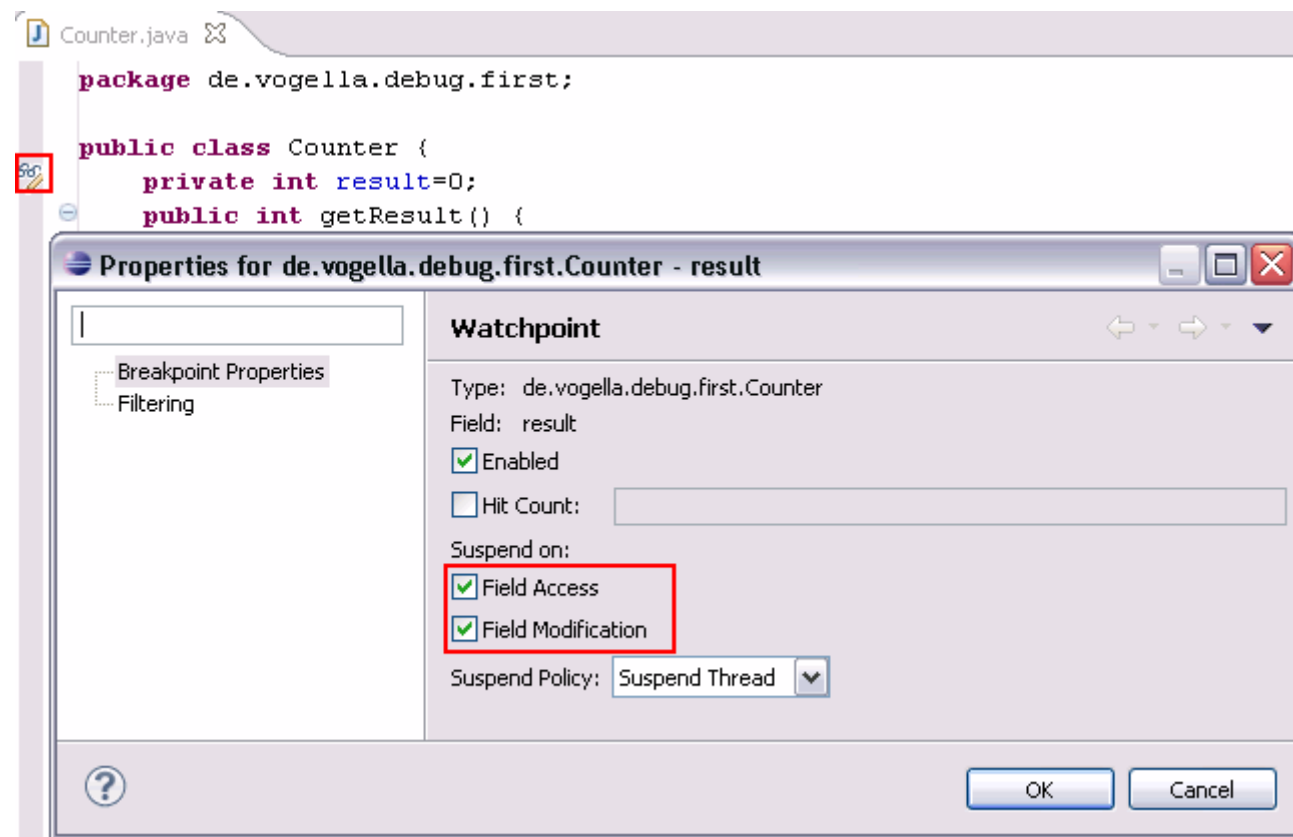 Counter.java
package de.vogella.debug.first;
public class Counter {
private int result=0;
public int getResult() {
Properties for de.vogella.debug.first.Counter - result
Breakpoint Properties
Filtering
Watchpoint
Type: de.vogella.debug.first.Counter
Field: result
Enabled
Hit Count:
Suspend on:
Field Access
Field Modification
Suspend Policy: Suspend Thread
OK Cancel